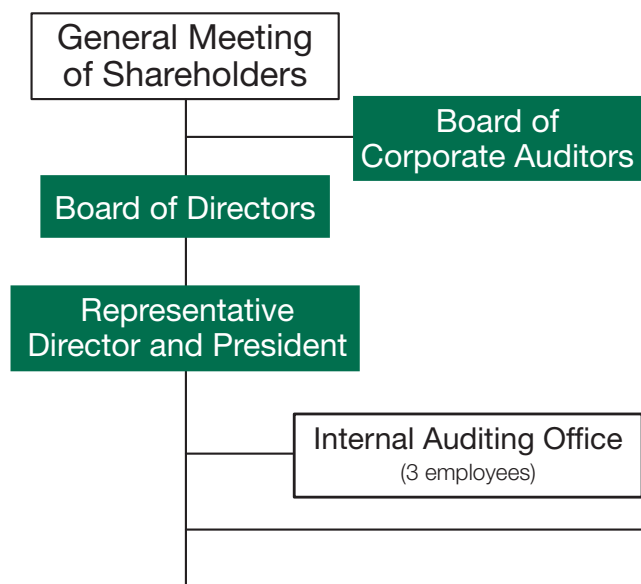 General Meeting
of Shareholders
Board of
Corporate Auditors
Board of Directors
Representative
Director and President
Internal Auditing Office
(3 employees)